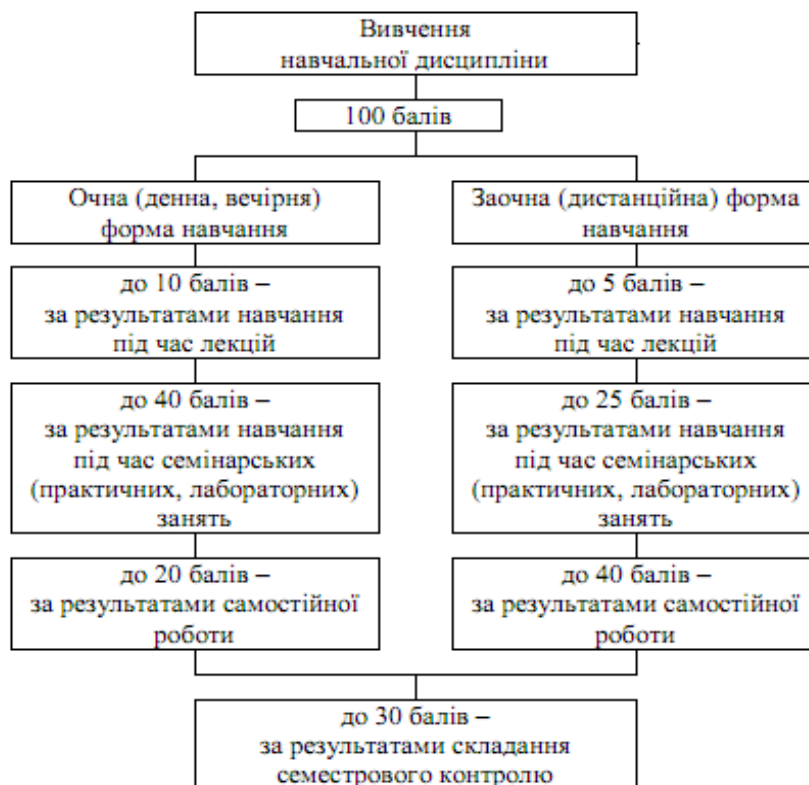 Вивчення
навчальної дисципліни
100 балів
Очна (денна, вечірня)
форма навчання
Заочна (дистанційна) форма
навчання
до 10 балів –
за результатами навчання
під час лекцій
до 5 балів –
за результатами навчання
під час лекцій
до 40 балів –
за результатами навчання
під час семінарських
(практичних, лабораторних)
занять
до 25 балів –
за результатами навчання
під час семінарських
(практичних, лабораторних)
занять
до 20 балів –
за результатами самостійної
роботи
до 40 балів –
за результатами самостійної
роботи
до 30 балів –
за результатами складання
семестрового контролю